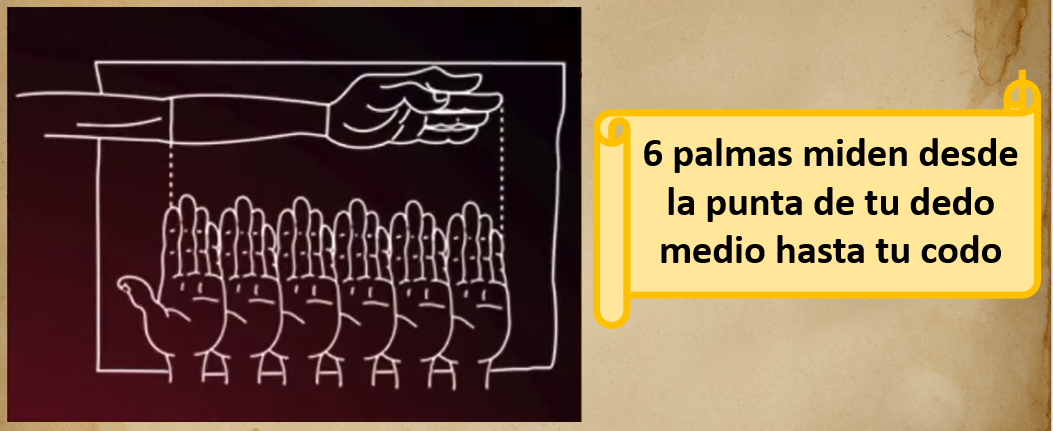 6 palmas miden desde
la punta de tu dedo
medio hasta tu codo